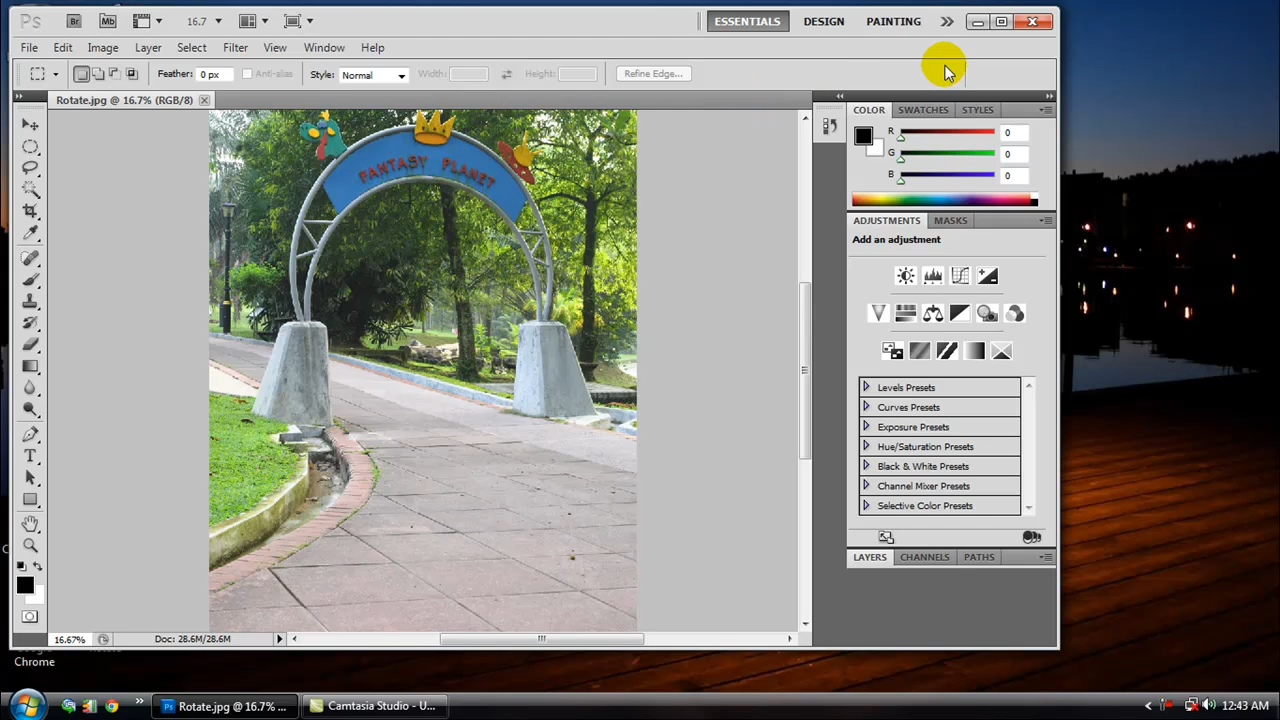 Ps Br Mb 16.7 ESSENTIALS DESIGN PAINTING
File Edit Image Layer Select Filter View Window Help
Feather: 0 px Anti-alias Style: Normal Width: Height: Refine Edge...
Rotate.jpg @ 16.7% (RGB/8)
COLOR SWATCHES STYLES
R 0
G 0
B 0
FANTASY PLANET
ADJUSTMENTS MASKS
Add an adjustment
Levels Presets
Curves Presets
Exposure Presets
Hue/Saturation Presets
Black & White Presets
Channel Mixer Presets
Selective Color Presets
LAYERS CHANNELS PATHS
16.67% Doc: 28.6M/28.6M
Chrome
Rotate.jpg @ 16.7% ... Camtasia Studio - U... 12:43 AM